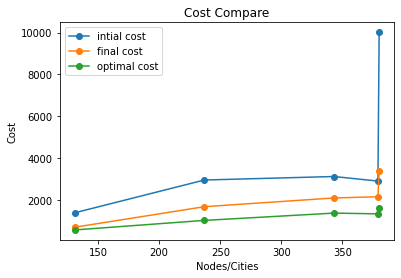 Cost Compare
intial cost
final cost
optimal cost
10000
8000
6000
4000
2000
Cost
150
200
250
300
350
Nodes/Cities